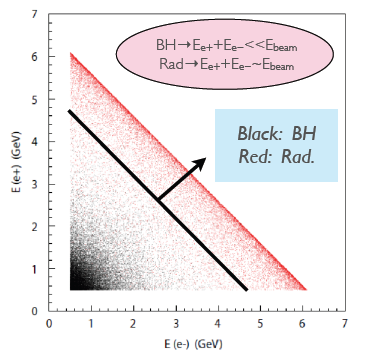 7
6
5
4
3
2
1
0
E (e+) (GeV)
BH→Ee++Ee-<<Ebeam
Rad→Ee++Ee-~Ebeam
Black: BH
Red: Rad.
0 1 2 3 4 5 6 7
E (e-) (GeV)